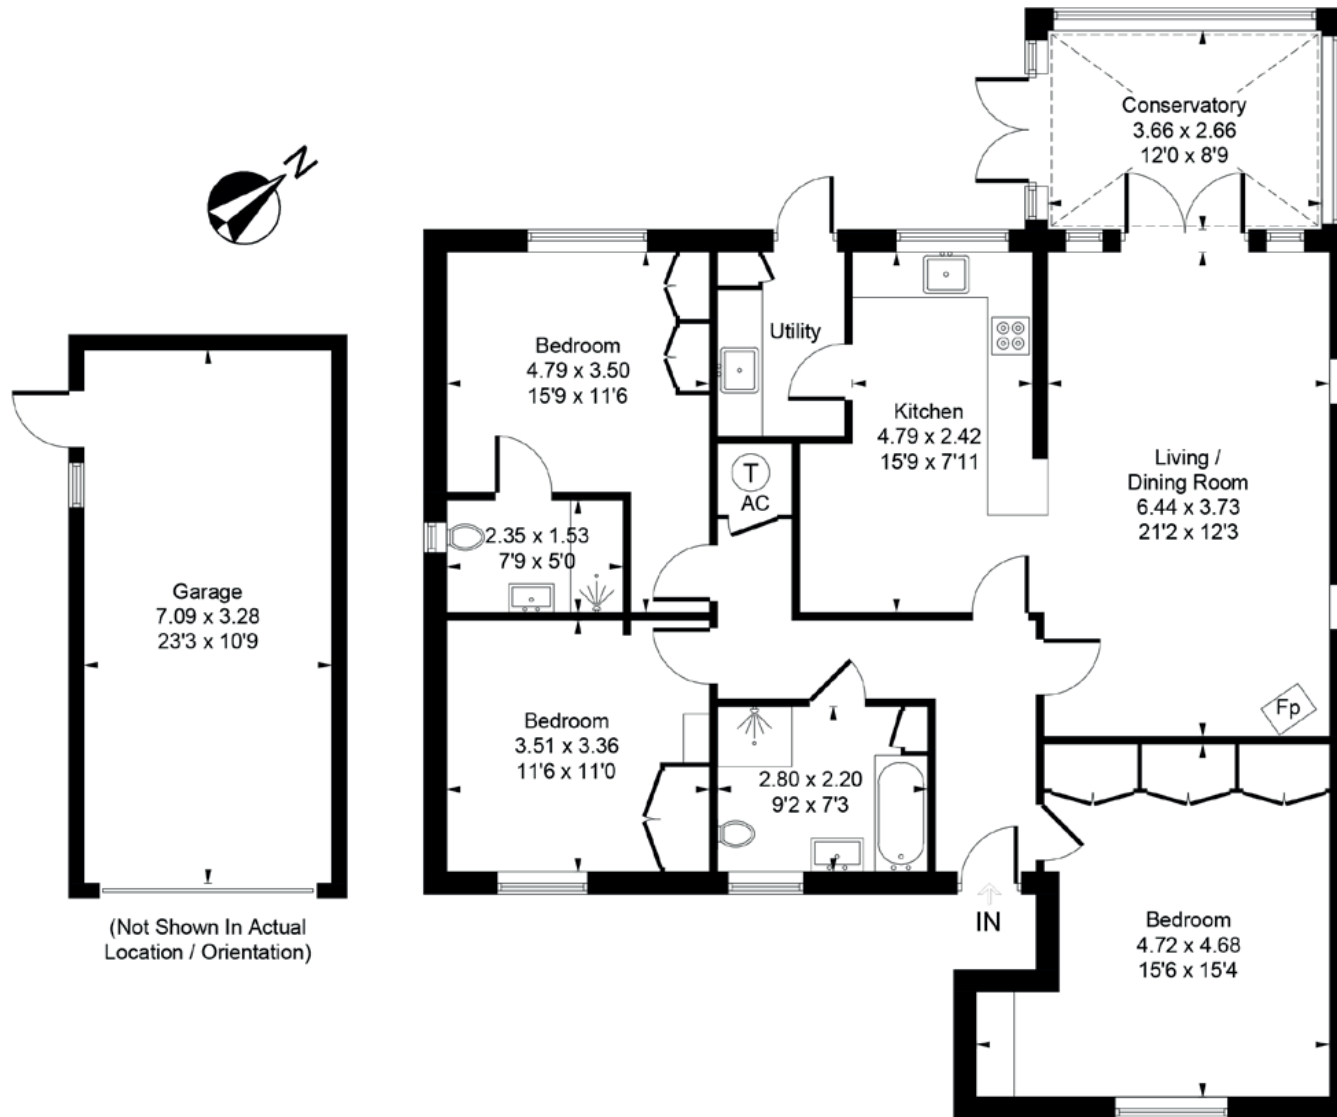 Conservatory
3.66 x 2.66
12'0 x 8'9
N
Bedroom
4.79 x 3.50
15'9 x 11'6
Utility
Kitchen
4.79 x 2.42
15'9 x 7'11
Living /
Dining Room
6.44 x 3.73
21'2 x 12'3
T
AC
2.35 x 1.53
7'9 x 5'0
Garage
7.09 x 3.28
23'3 x 10'9
Fp
Bedroom
3.51 x 3.36
11'6 x 11'0
2.80 x 2.20
9'2 x 7'3
IN
Bedroom
4.72 x 4.68
15'6 x 15'4
(Not Shown In Actual
Location / Orientation)